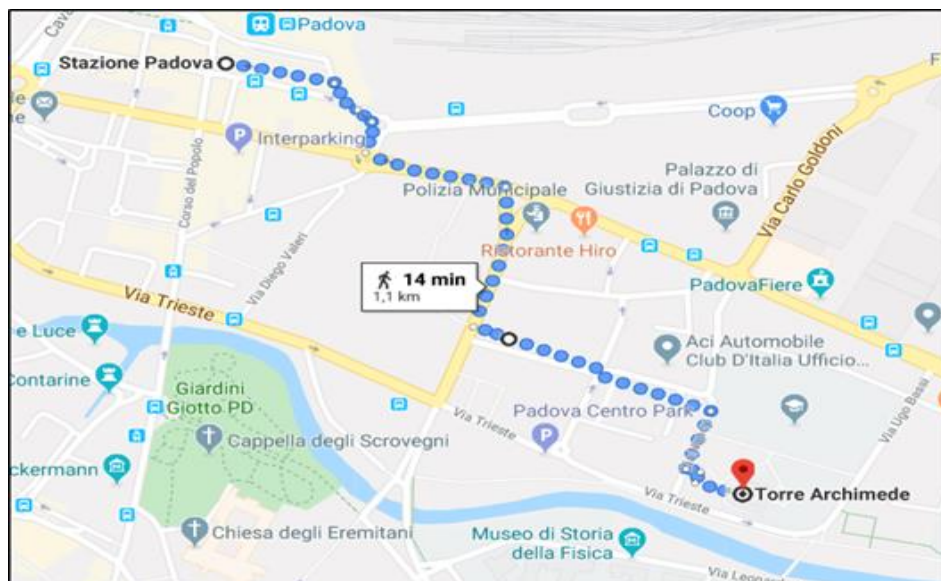 Padova
Stazione Padova
Interparking
Corso del Popolo
Via Diego Valeri
Coop
Via Carlo Goldoni
Palazzo di
Giustizia di Padova
Polizia Municipale
Ristorante Hiro
14 min
1,1 km
Via Trieste
PadovaFiere
e Luce
Contarine
Giardini
Giotto PD
Aci Automobile
Club D'Italia Ufficio...
Via Ugo Bassi
Padova Centro Park
Via Trieste
Cappella degli Scrovegni
ckermann
Via Trieste
Torre Archimede
Chiesa degli Eremitani
Museo di Storia
della Fisica